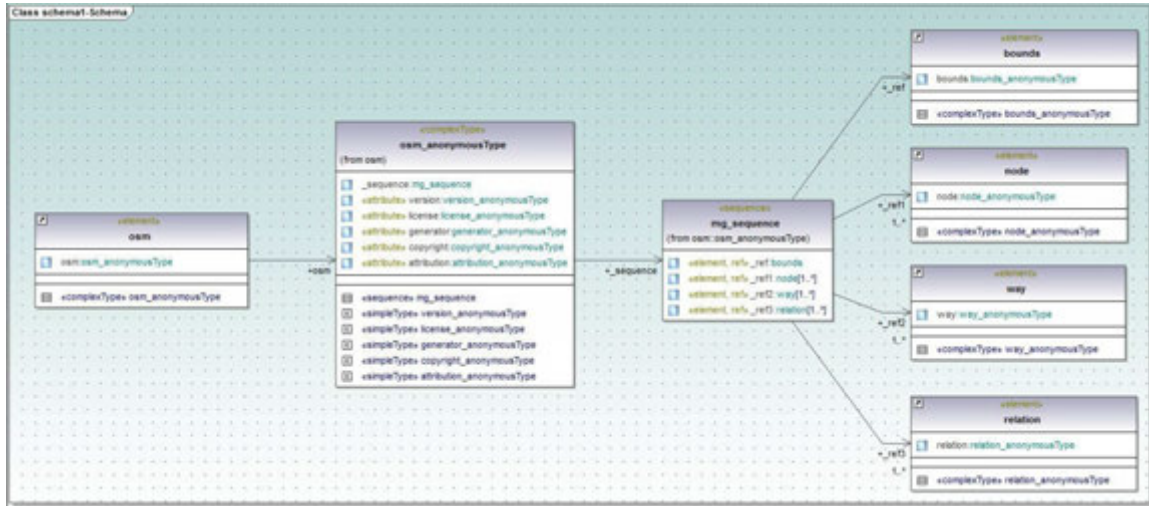 Class schema1-Schema
«element»
osm
osm:osm_anonymousType
«complexType» osm_anonymousType
+osm
«complexType»
osm_anonymousType
(from osm)
_sequence:mg_sequence
«attribute» version:version_anonymousType
«attribute» license:license_anonymousType
«attribute» generator:generator_anonymousType
«attribute» copyright:copyright_anonymousType
«attribute» attribution:attribution_anonymousType
«sequence» mg_sequence
«simpleType» version_anonymousType
«simpleType» license_anonymousType
«simpleType» generator_anonymousType
«simpleType» copyright_anonymousType
«simpleType» attribution_anonymousType
+_sequence
«sequence»
mg_sequence
(from osm::osm_anonymousType)
«element, ref» _ref:bounds
«element, ref» _ref1:node[1..*]
«element, ref» _ref2:way[1..*]
«element, ref» _ref3:relation[1..*]
+_ref
«element»
bounds
bounds:bounds_anonymousType
«complexType» bounds_anonymousType
+_ref1
1..*
«element»
node
node:node_anonymousType
«complexType» node_anonymousType
+_ref2
1..*
«element»
way
way:way_anonymousType
«complexType» way_anonymousType
+_ref3
1..*
«element»
relation
relation:relation_anonymousType
«complexType» relation_anonymousType